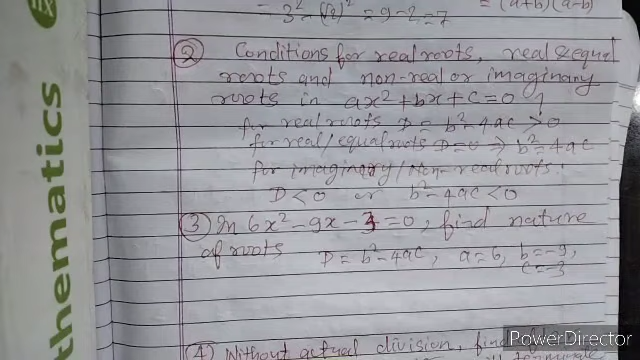 3² - (√2)² = 9 - 2 = 7
= (a+b)(a-b)
② Conditions for real roots, real & equal
roots and non-real or imaginary
roots in ax² + bx + c = 0 ?
for real roots D = b² - 4ac > 0
for real/equal roots D = 0 ⇒ b² = 4ac
for imaginary/Non-real roots:
D < 0 or b² - 4ac < 0
③ In 6x² - 9x - 3 = 0, find nature
of roots D = b² - 4ac, a = 6, b = -9,
c = -3
④ Without actual division, find
thematics
PowerDirector